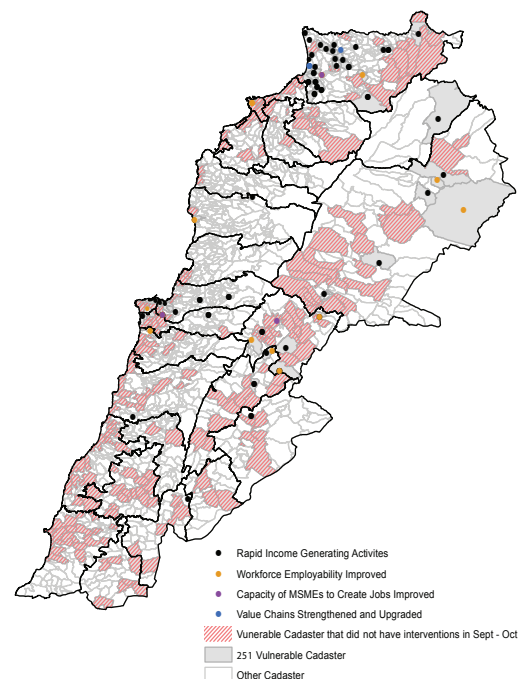 Rapid Income Generating Activites
Workforce Employability Improved
Capacity of MSMEs to Create Jobs Improved
Value Chains Strengthened and Upgraded
Vunerable Cadaster that did not have interventions in Sept - Oct
251 Vulnerable Cadaster
Other Cadaster